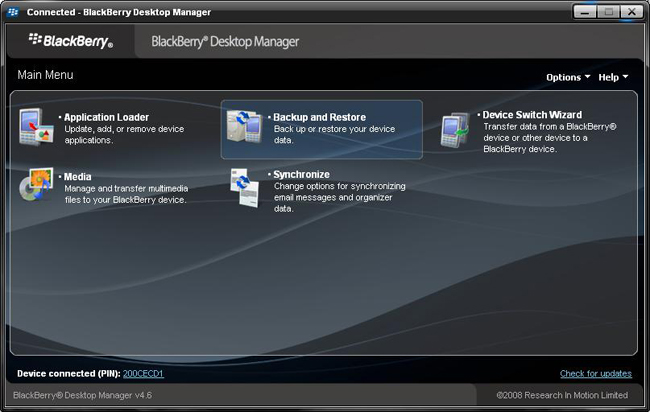 Connected - BlackBerry Desktop Manager
BlackBerry® BlackBerry® Desktop Manager
Main Menu
Options Help
Application Loader
Update, add, or remove device
applications.
Backup and Restore
Back up or restore your device
data.
Device Switch Wizard
Transfer data from a BlackBerry®
device or other device to a
BlackBerry device.
Media
Manage and transfer multimedia
files to your BlackBerry device.
Synchronize
Change options for synchronizing
email messages and organizer
data.
Device connected (PIN): 200CECD1
Check for updates
BlackBerry® Desktop Manager v4.6
©2008 Research In Motion Limited